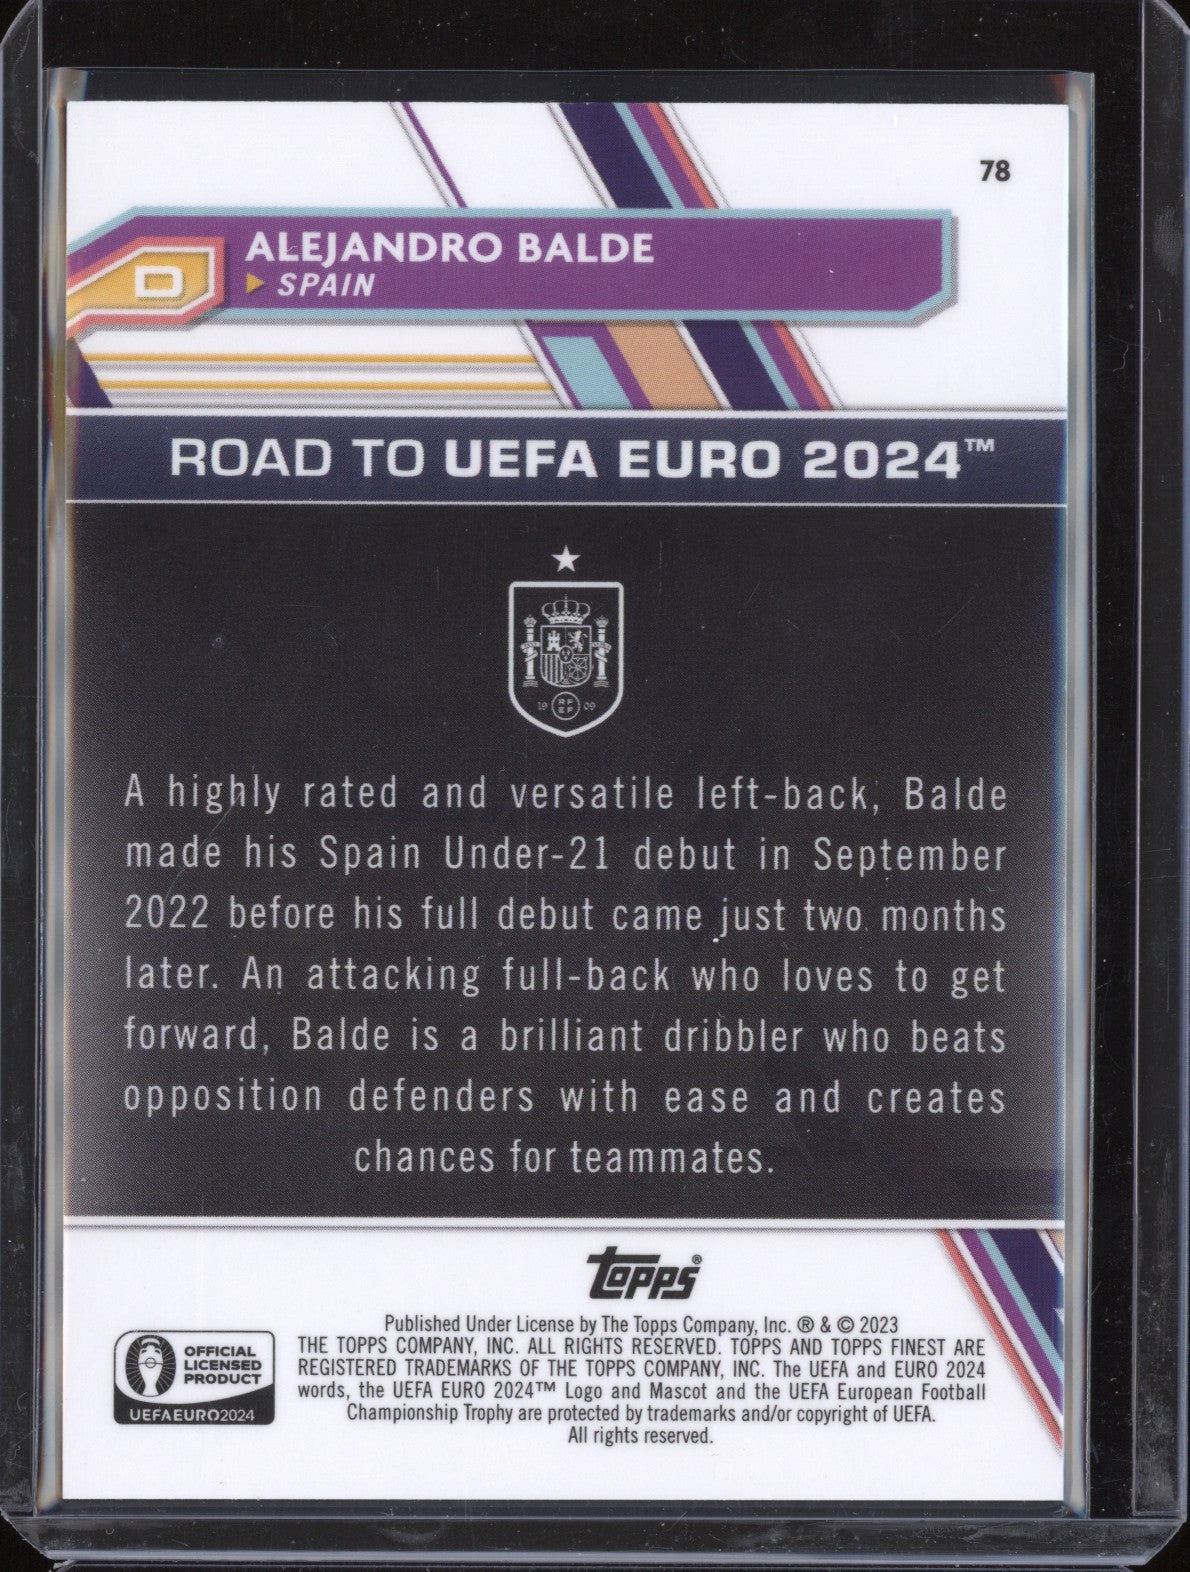 78
ALEJANDRO BALDE
D
SPAIN
ROAD TO UEFA EURO 2024™
19 RF EF 09
A highly rated and versatile left-back, Balde
made his Spain Under-21 debut in September
2022 before his full debut came just two months
later. An attacking full-back who loves to get
forward, Balde is a brilliant dribbler who beats
opposition defenders with ease and creates
chances for teammates.
Topps®
Published Under License by The Topps Company, Inc. ® & © 2023
THE TOPPS COMPANY, INC. ALL RIGHTS RESERVED. TOPPS AND TOPPS FINEST ARE
REGISTERED TRADEMARKS OF THE TOPPS COMPANY, INC. The UEFA and EURO 2024
words, the UEFA EURO 2024™ Logo and Mascot and the UEFA European Football
Championship Trophy are protected by trademarks and/or copyright of UEFA.
All rights reserved.
OFFICIAL
LICENSED
PRODUCT
UEFAEURO2024